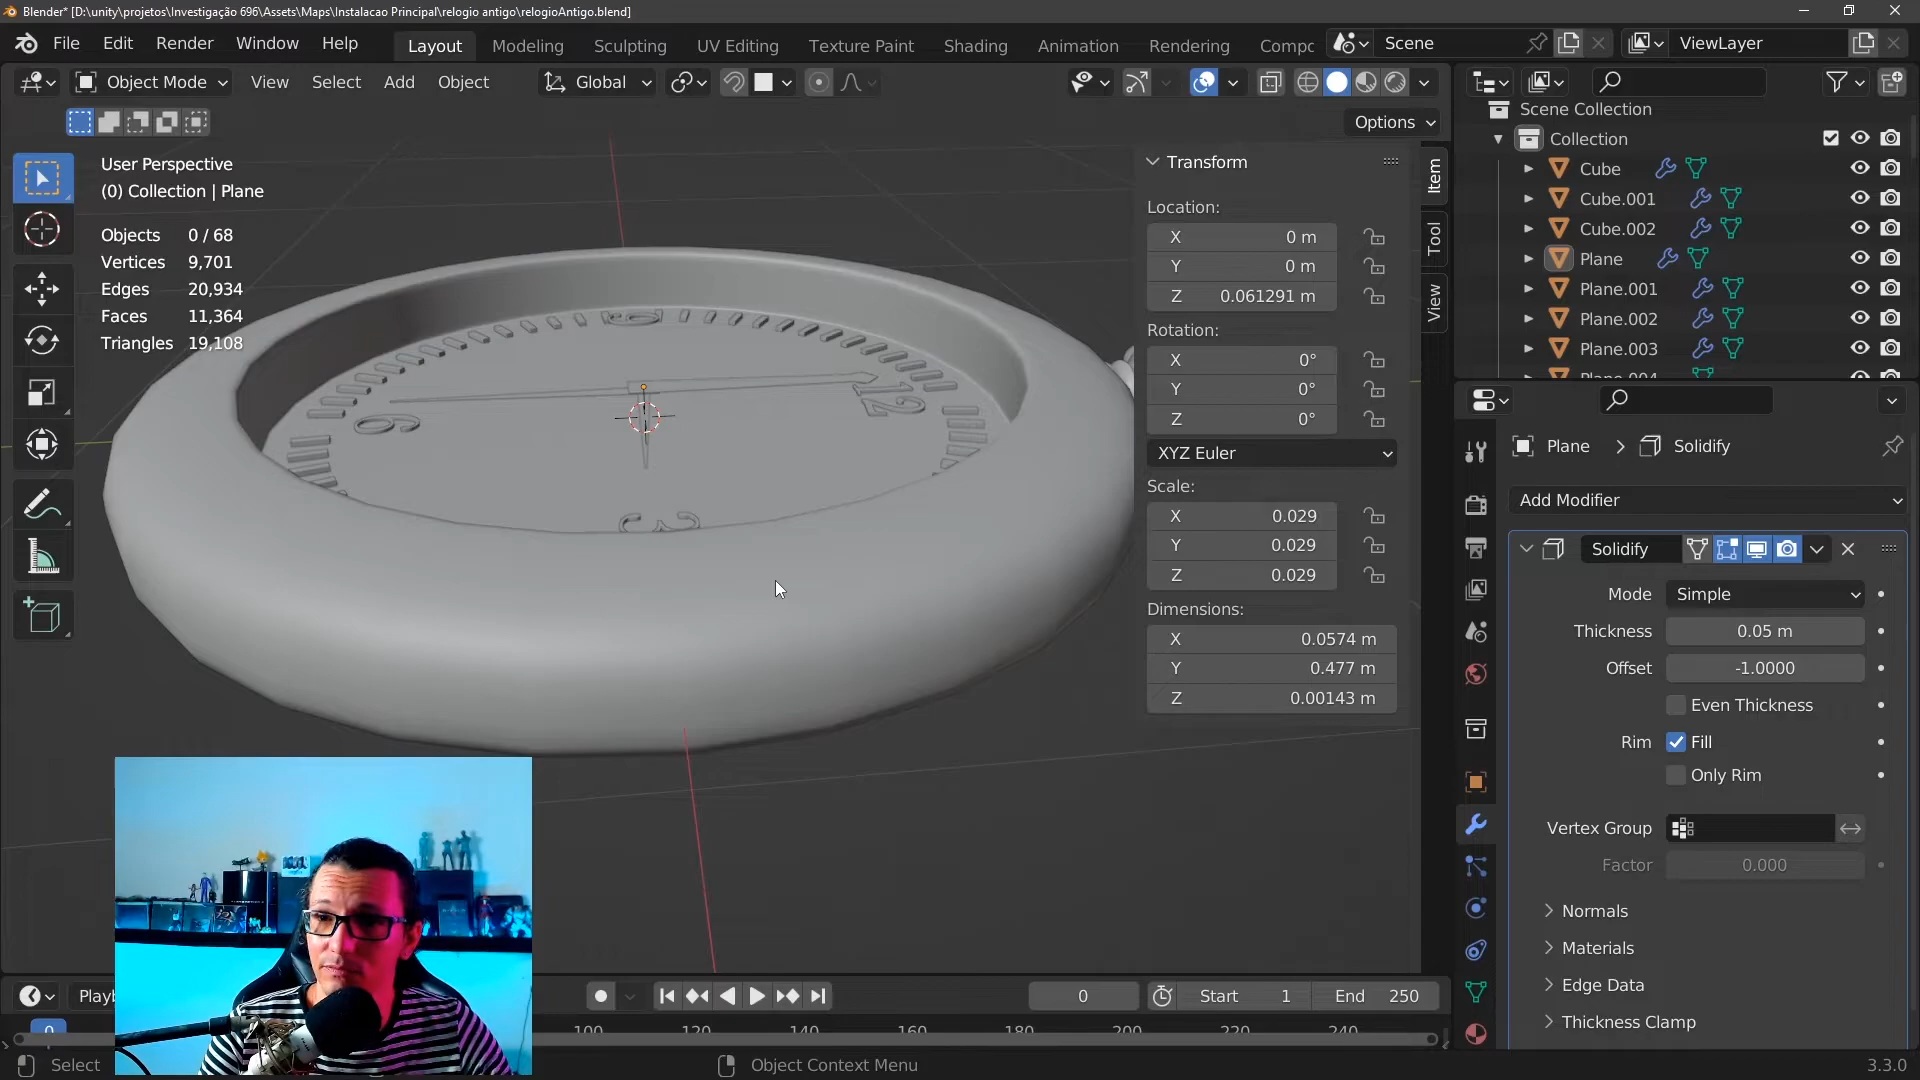 Blender* [D:\unity\projetos\Investigação 696\Assets\Maps\Instalacao Principal\relogio antigo\relogioAntigo.blend]
File Edit Render Window Help Layout Modeling Sculpting UV Editing Texture Paint Shading Animation Rendering Compc Scene ViewLayer
Object Mode View Select Add Object Global
Options
User Perspective
(0) Collection | Plane
Objects 0 / 68
Vertices 9,701
Edges 20,934
Faces 11,364
Triangles 19,108
6
9
12
3
Transform
Location:
X 0 m
Y 0 m
Z 0.061291 m
Rotation:
X 0°
Y 0°
Z 0°
XYZ Euler
Scale:
X 0.029
Y 0.029
Z 0.029
Dimensions:
X 0.0574 m
Y 0.477 m
Z 0.00143 m
Item
Tool
View
Scene Collection
Collection
Cube
Cube.001
Cube.002
Plane
Plane.001
Plane.002
Plane.003
Plane.004
Plane Solidify
Add Modifier
Solidify
Mode Simple
Thickness 0.05 m
Offset -1.0000
Even Thickness
Rim Fill
Only Rim
Vertex Group
Factor 0.000
Normals
Materials
Edge Data
Thickness Clamp
Playb 0 Start 1 End 250
0 100 120 140 160 180 200 220 240
Select Object Context Menu 3.3.0